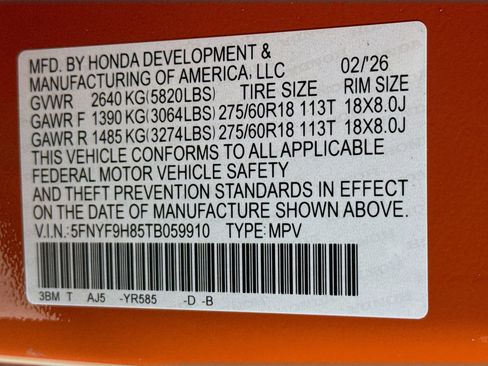 MFD. BY HONDA DEVELOPMENT &
MANUFACTURING OF AMERICA, LLC 02/'26
GVWR 2640 KG(5820LBS) TIRE SIZE RIM SIZE
GAWR F 1390 KG(3064LBS) 275/60R18 113T 18X8.0J
GAWR R 1485 KG(3274LBS) 275/60R18 113T 18X8.0J
THIS VEHICLE CONFORMS TO ALL APPLICABLE
FEDERAL MOTOR VEHICLE SAFETY
AND THEFT PREVENTION STANDARDS IN EFFECT
ON THE DATE OF MANUFACTURE SHOWN ABOVE.
V.I.N.:5FNYF9H85TB059910 TYPE:MPV
3BM T AJ5 -YR585 -D -B